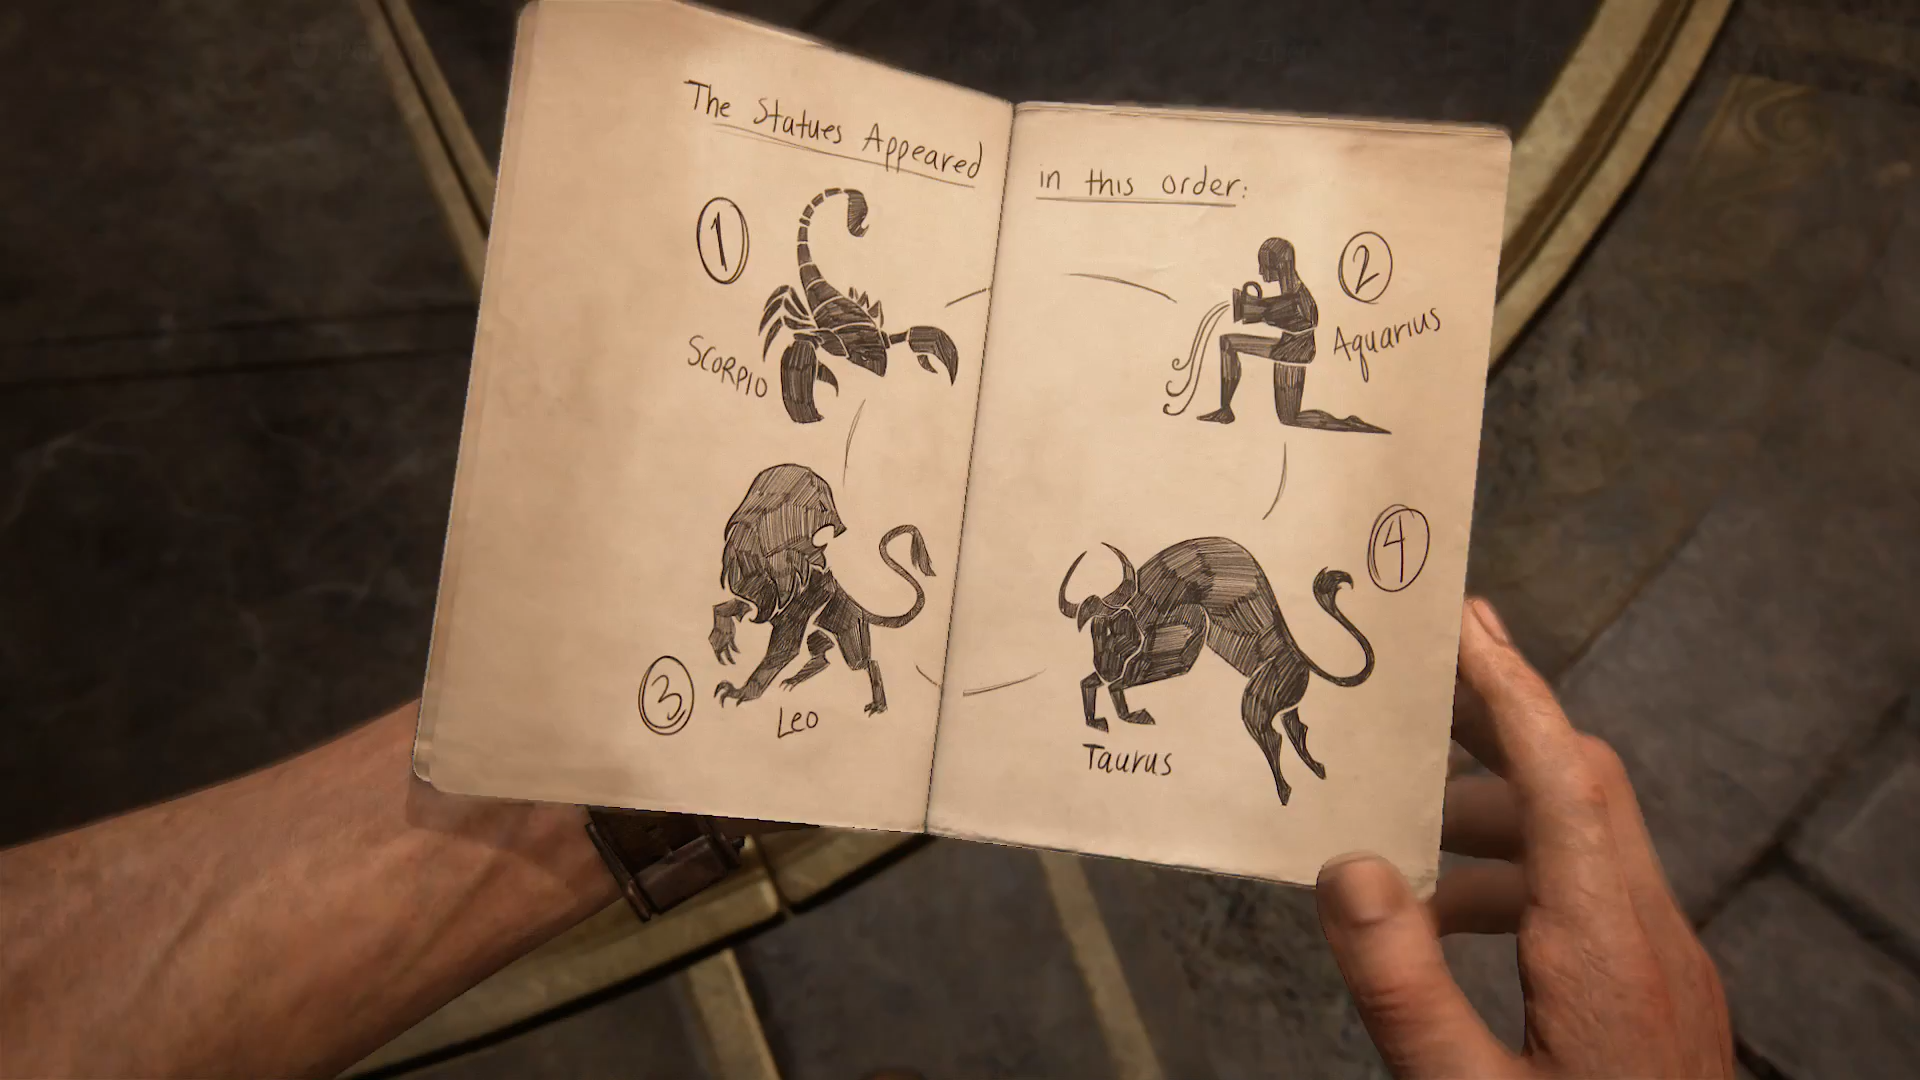 The Statues Appeared
in this order:
1
SCORPIO
2
Aquarius
3
Leo
4
Taurus